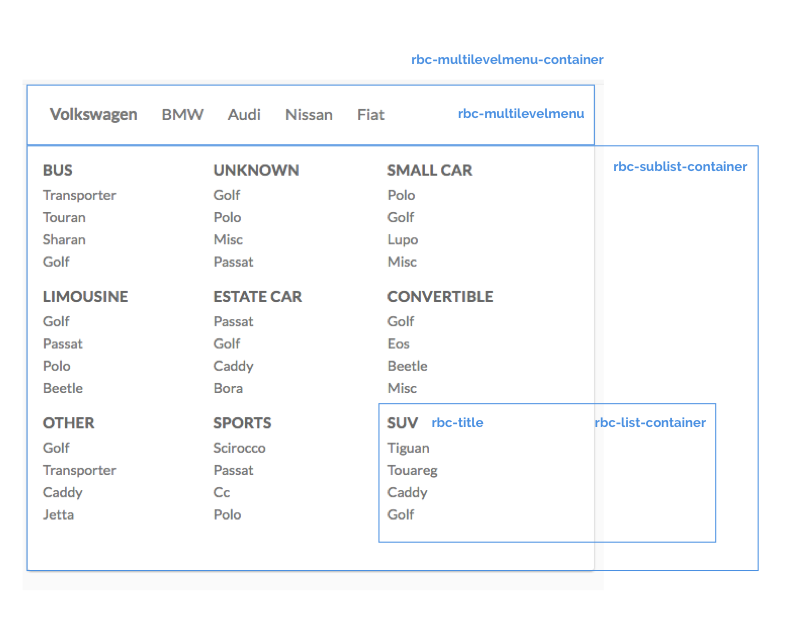 rbc-multilevelmenu-container
Volkswagen BMW Audi Nissan Fiat rbc-multilevelmenu
rbc-sublist-container
BUS UNKNOWN SMALL CAR
Transporter Golf Polo
Touran Polo Golf
Sharan Misc Lupo
Golf Passat Misc
LIMOUSINE ESTATE CAR CONVERTIBLE
Golf Passat Golf
Passat Golf Eos
Polo Caddy Beetle
Beetle Bora Misc
OTHER SPORTS SUV rbc-title rbc-list-container
Golf Scirocco Tiguan
Transporter Passat Touareg
Caddy Cc Caddy
Jetta Polo Golf